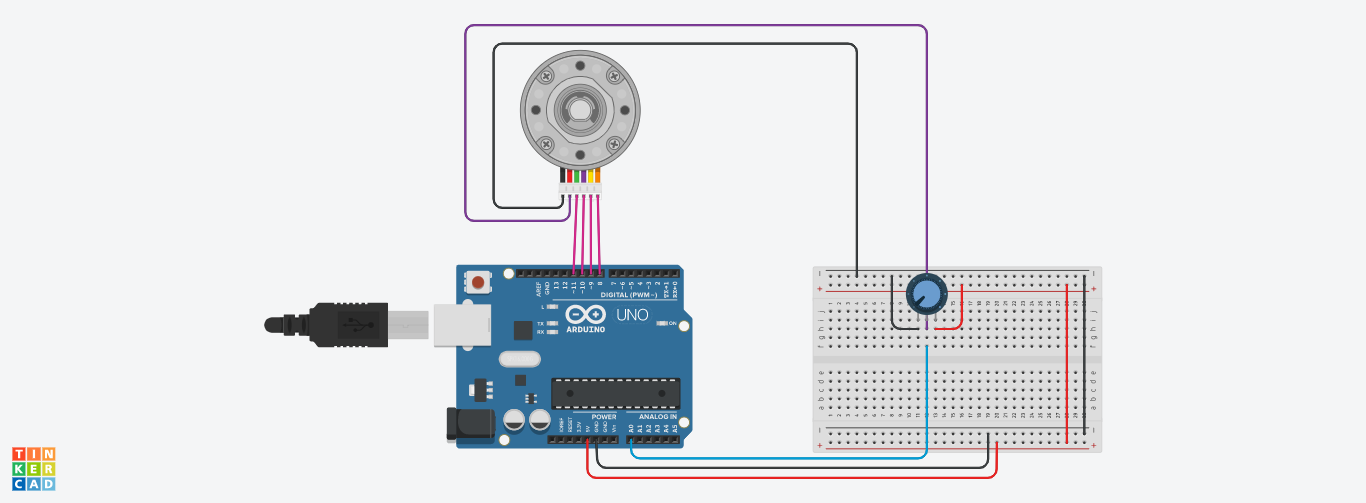 AREF
GND
13
12
~11
~10
~9
8
7
~6
~5
4
~3
2
TX→1
RX←0
DIGITAL (PWM~)
L
TX
RX
ARDUINO
UNO
ON
POWER
ANALOG IN
IOREF
RESET
3.3V
5V
GND
GND
Vin
A0
A1
A2
A3
A4
A5
j
i
h
g
f
e
d
c
b
a
TIN
KER
CAD